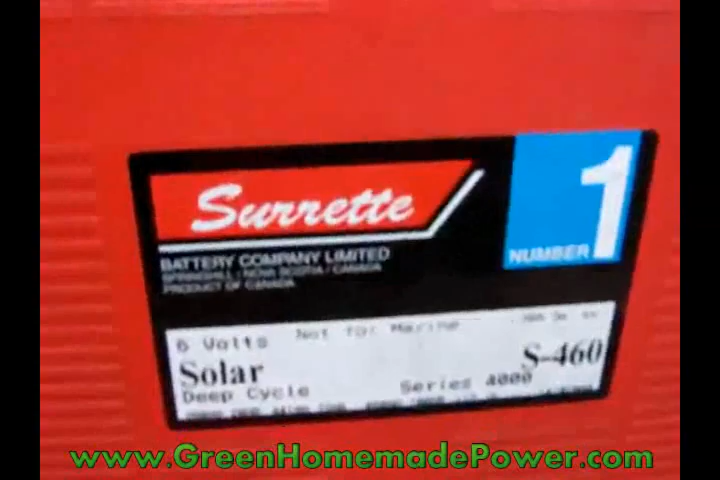 Surrette
NUMBER 1
BATTERY COMPANY LIMITED
SPRINGHILL / NOVA SCOTIA / CANADA
PRODUCT OF CANADA
6 Volts Not for Marine
Solar S-460
Deep Cycle Series 4000
www.GreenHomemadePower.com